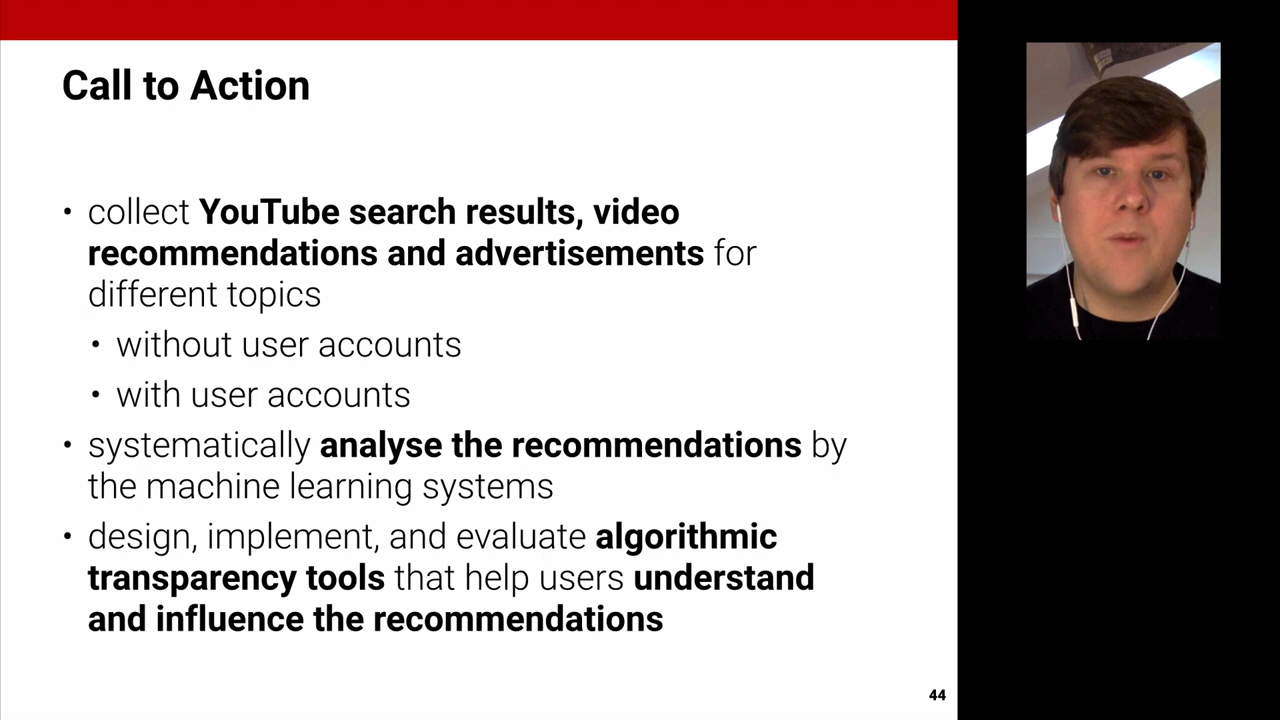 Call to Action
• collect YouTube search results, video
recommendations and advertisements for
different topics
• without user accounts
• with user accounts
• systematically analyse the recommendations by
the machine learning systems
• design, implement, and evaluate algorithmic
transparency tools that help users understand
and influence the recommendations
44